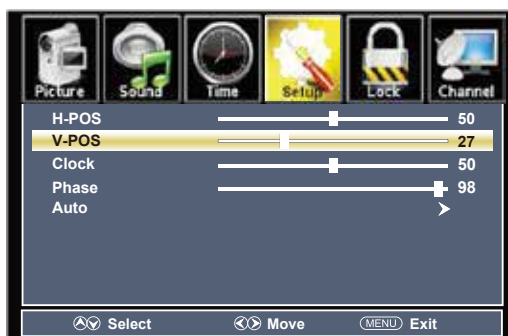 Picture Sound Time Setup Lock Channel
H-POS 50
V-POS 27
Clock 50
Phase 98
Auto
Select Move MENU Exit